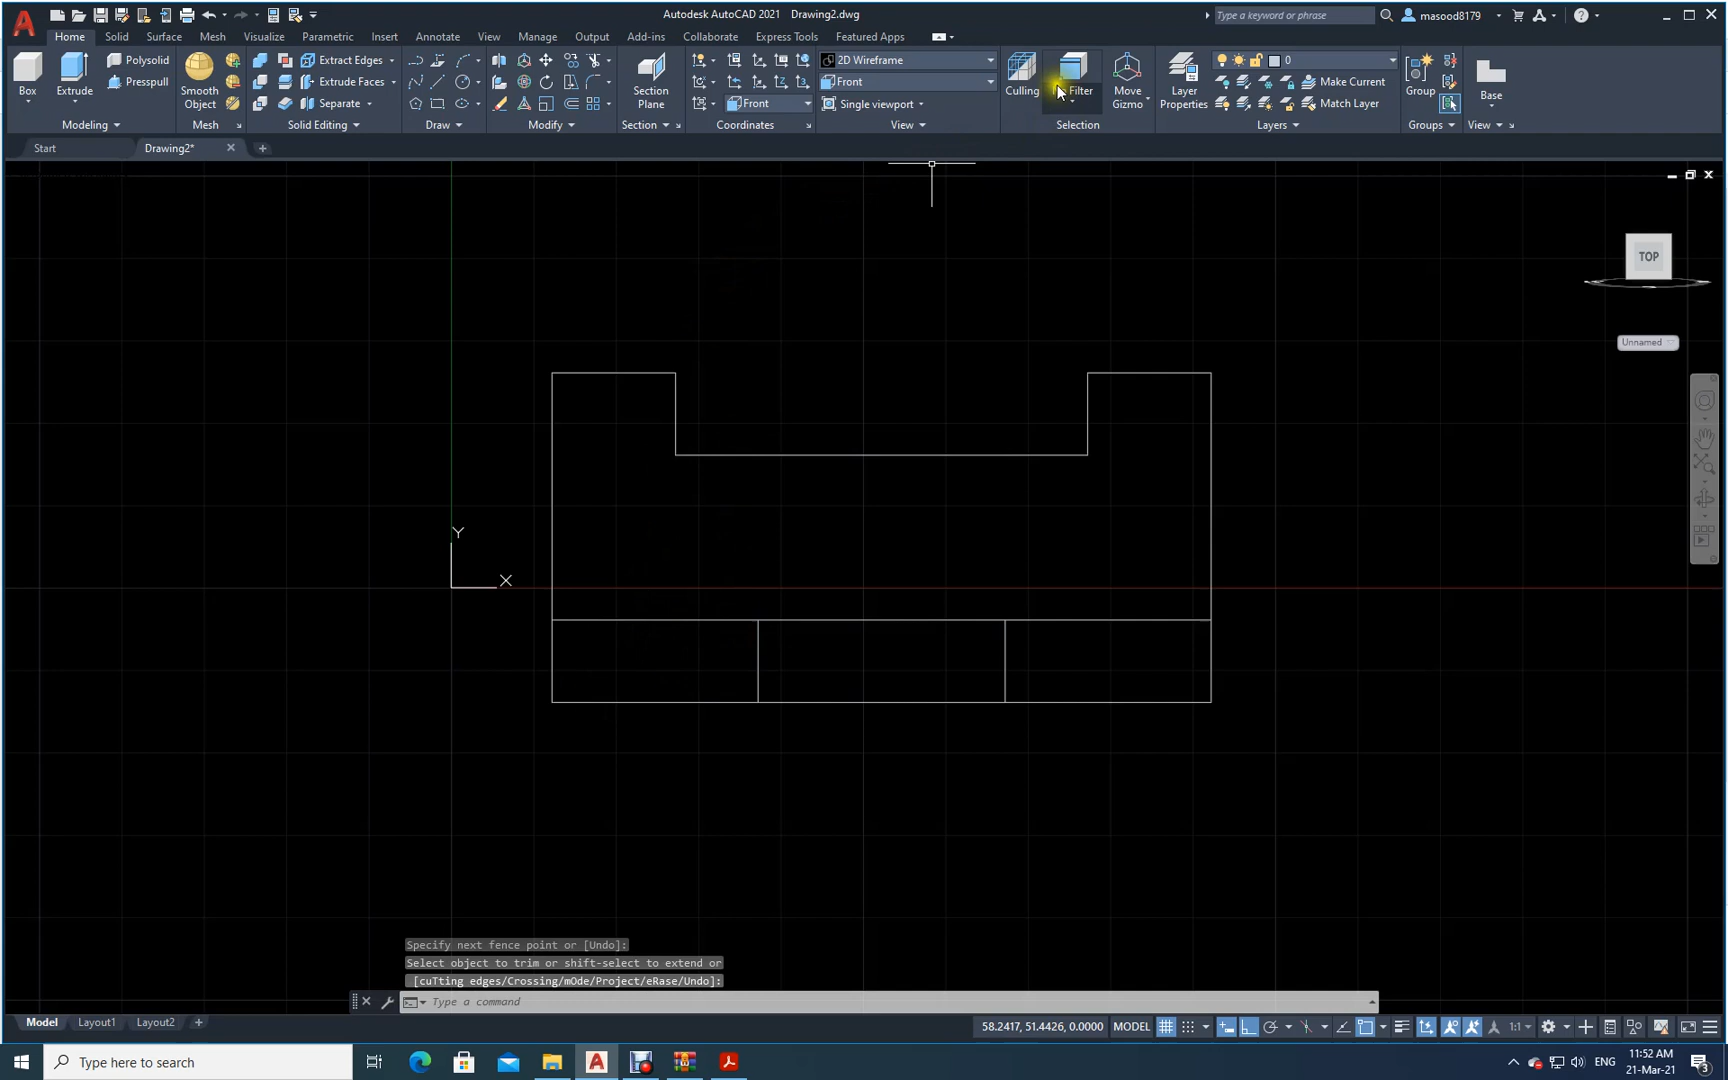 Autodesk AutoCAD 2021 Drawing2.dwg
Type a keyword or phrase
masood8179
Home Solid Surface Mesh Visualize Parametric Insert Annotate View Manage Output Add-ins Collaborate Express Tools Featured Apps
Box
Extrude
Polysolid
Presspull
Modeling
Smooth
Object
Mesh
Extract Edges
Extrude Faces
Separate
Solid Editing
Draw
Modify
Section
Plane
Section
Front
Coordinates
2D Wireframe
Front
Single viewport
View
Culling
Filter
Selection
Move
Gizmo
Layer
Properties
0
Make Current
Match Layer
Layers
Group
Groups
Base
View
Start
Drawing2*
TOP
Unnamed
Y
X
Specify next fence point or [Undo]:
Select object to trim or shift-select to extend or
[cuTting edges/Crossing/mOde/Project/eRase/Undo]:
Type a command
Model Layout1 Layout2
58.2417, 51.4426, 0.0000 MODEL 1:1
Type here to search
ENG
11:52 AM
21-Mar-21
3